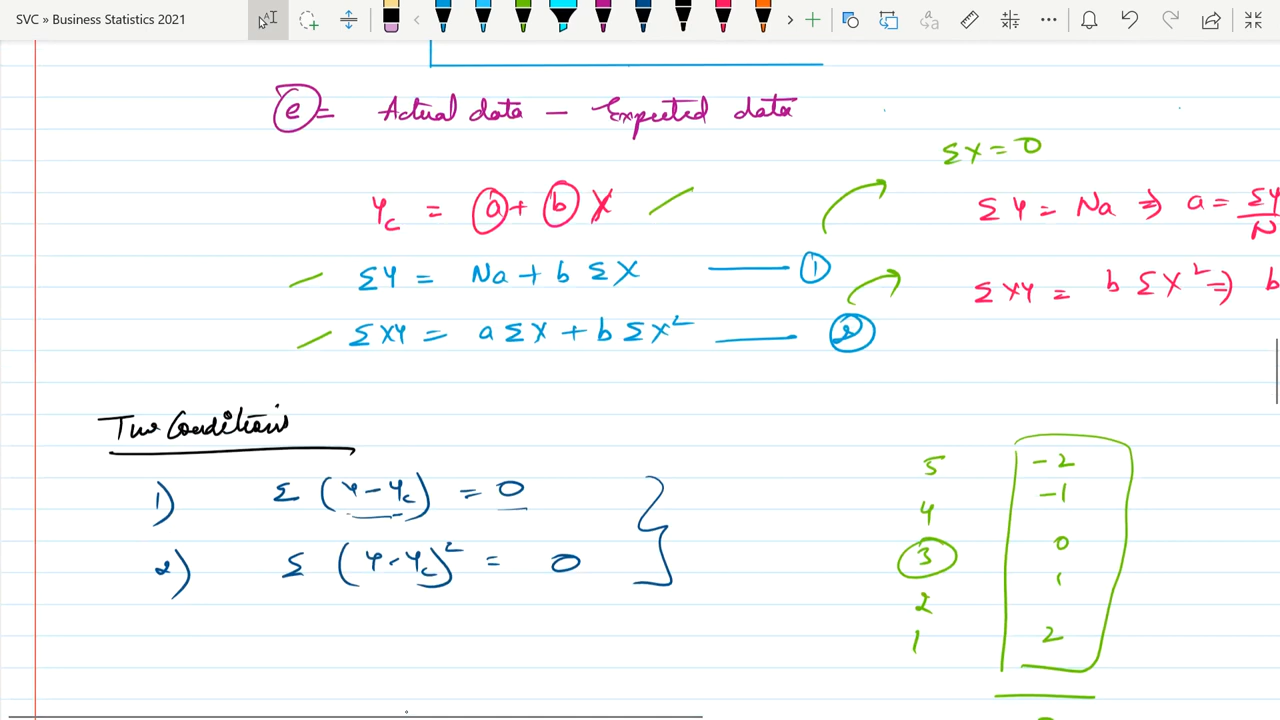 SVC » Business Statistics 2021
e = Actual data - Expected data
Yc = a + b X
ΣY = Na + b ΣX —— 1
ΣXY = a ΣX + b ΣX² —— 2
ΣX = 0
ΣY = Na ⇒ a = ΣY/N
ΣXY = b ΣX² ⇒ b
Two Conditions
1) Σ (Y-Yc) = 0
2) Σ (Y-Yc)² = 0
5 -2
4 -1
3 0
2 1
1 2